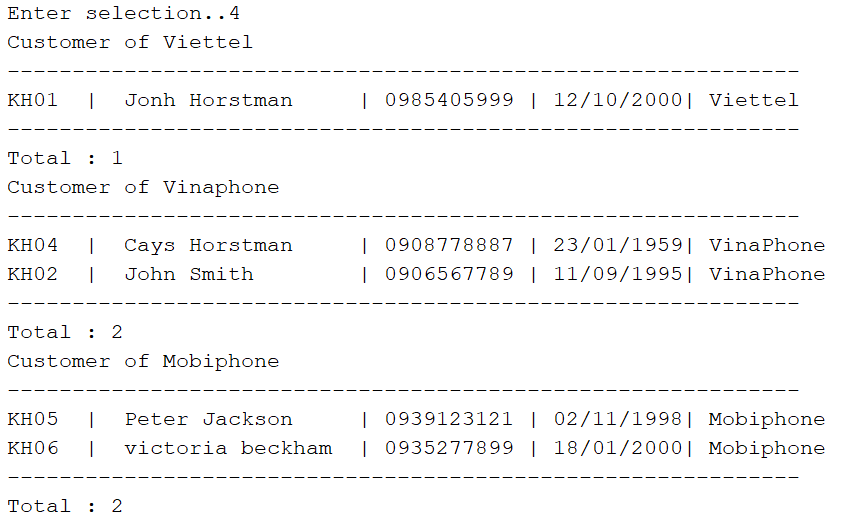 Enter selection..4
Customer of Viettel
-------------------------------------------------------------
KH01  |  Jonh Horstman     | 0985405999 | 12/10/2000| Viettel
-------------------------------------------------------------
Total : 1
Customer of Vinaphone
-------------------------------------------------------------
KH04  |  Cays Horstman     | 0908778887 | 23/01/1959| VinaPhone
KH02  |  John Smith        | 0906567789 | 11/09/1995| VinaPhone
-------------------------------------------------------------
Total : 2
Customer of Mobiphone
-------------------------------------------------------------
KH05  |  Peter Jackson     | 0939123121 | 02/11/1998| Mobiphone
KH06  |  victoria beckham  | 0935277899 | 18/01/2000| Mobiphone
-------------------------------------------------------------
Total : 2